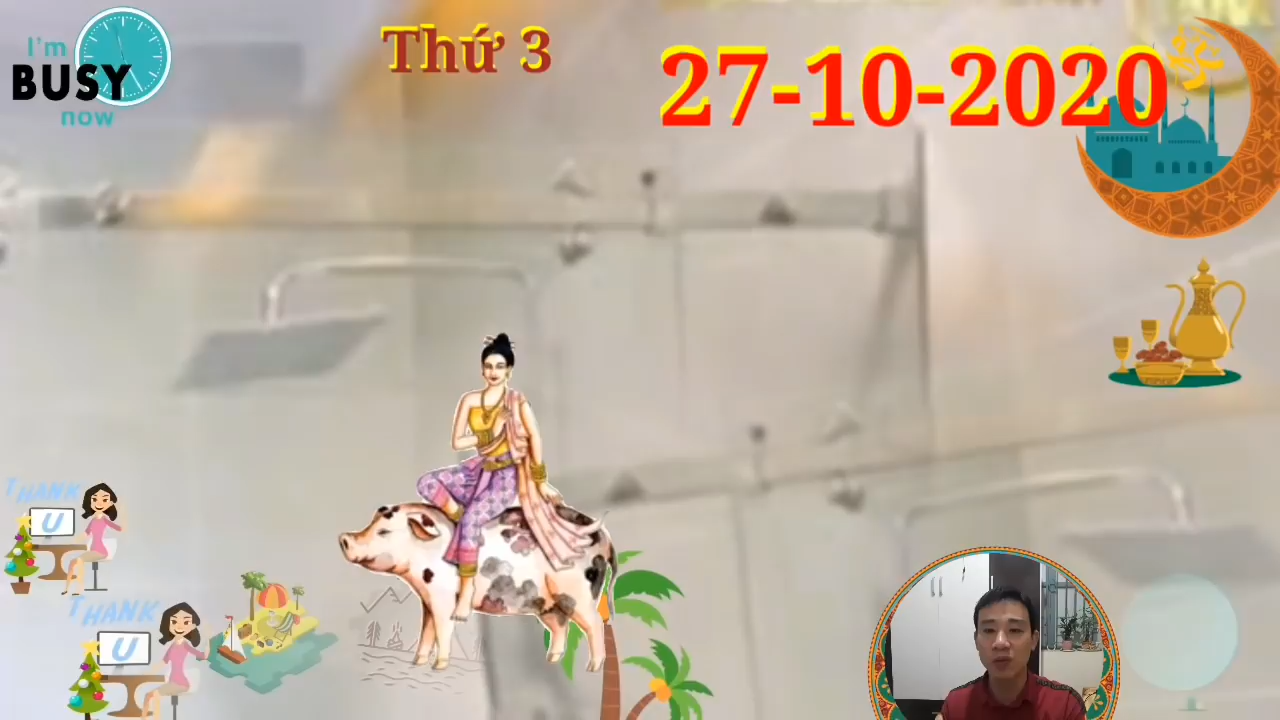 I'm
BUSY
now
Thứ 3
27-10-2020
THANK
U
THANK
U